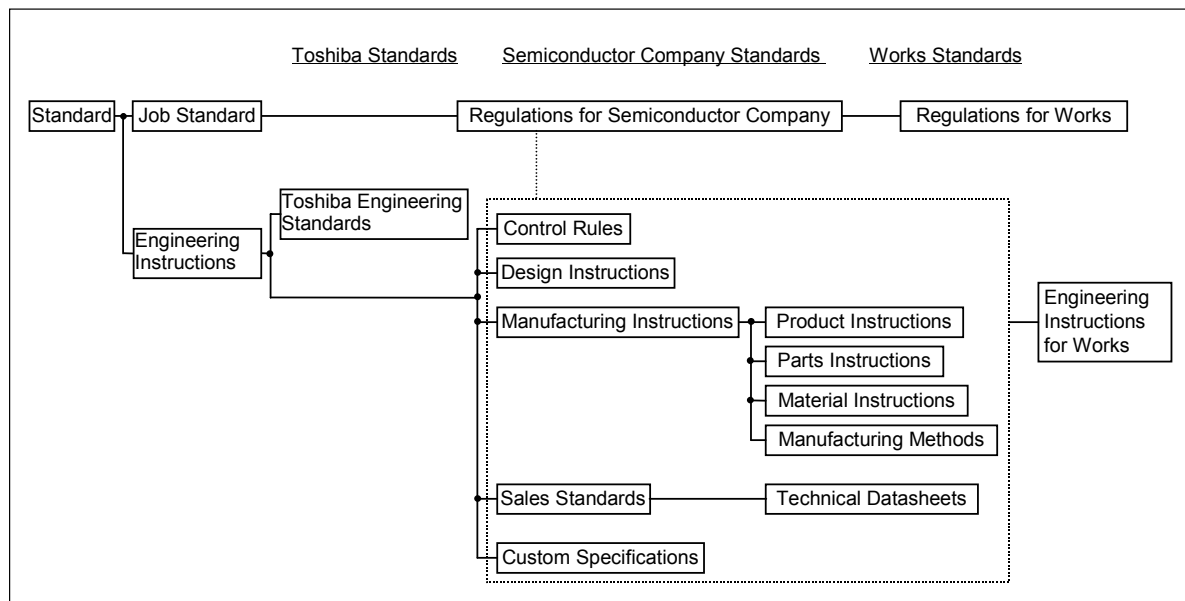 Toshiba Standards Semiconductor Company Standards Works Standards
Standard Job Standard Regulations for Semiconductor Company Regulations for Works
Toshiba Engineering
Standards
Engineering
Instructions
Control Rules
Design Instructions
Manufacturing Instructions Product Instructions
Parts Instructions
Material Instructions
Manufacturing Methods
Engineering
Instructions
for Works
Sales Standards Technical Datasheets
Custom Specifications